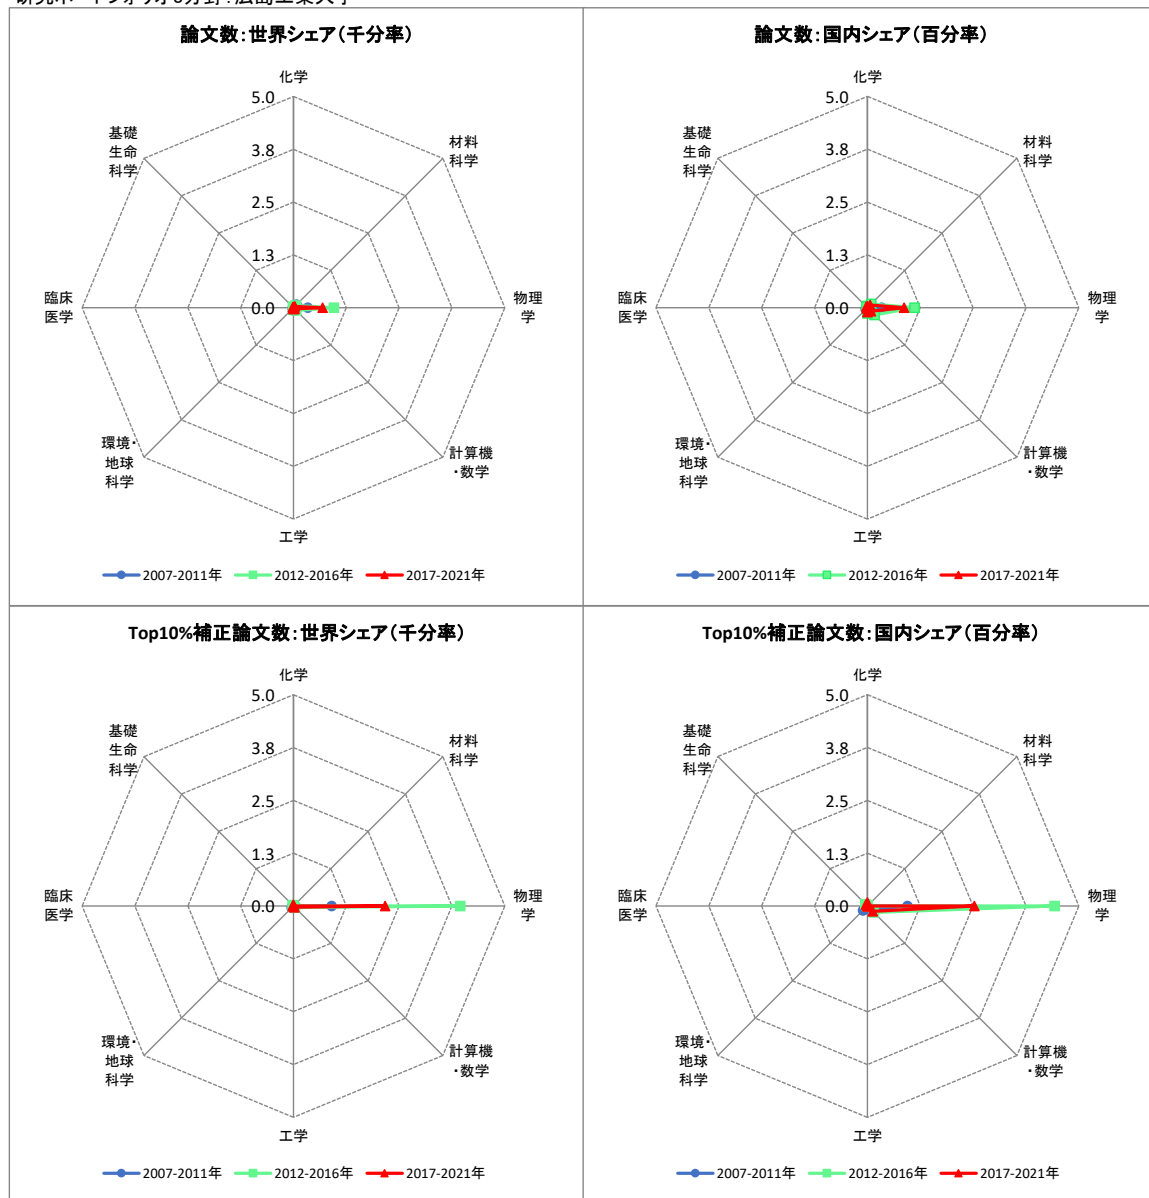 論文数：世界シェア（千分率）
化学
5.0
3.8
2.5
1.3
0.0
材料
科学
物理
学
計算機
・数学
工学
環境・
地球
科学
臨床
医学
基礎
生命
科学
2007-2011年
2012-2016年
2017-2021年
論文数：国内シェア（百分率）
化学
5.0
3.8
2.5
1.3
0.0
材料
科学
物理
学
計算機
・数学
工学
環境・
地球
科学
臨床
医学
基礎
生命
科学
2007-2011年
2012-2016年
2017-2021年
Top10%補正論文数：世界シェア（千分率）
化学
5.0
3.8
2.5
1.3
0.0
材料
科学
物理
学
計算機
・数学
工学
環境・
地球
科学
臨床
医学
基礎
生命
科学
2007-2011年
2012-2016年
2017-2021年
Top10%補正論文数：国内シェア（百分率）
化学
5.0
3.8
2.5
1.3
0.0
材料
科学
物理
学
計算機
・数学
工学
環境・
地球
科学
臨床
医学
基礎
生命
科学
2007-2011年
2012-2016年
2017-2021年